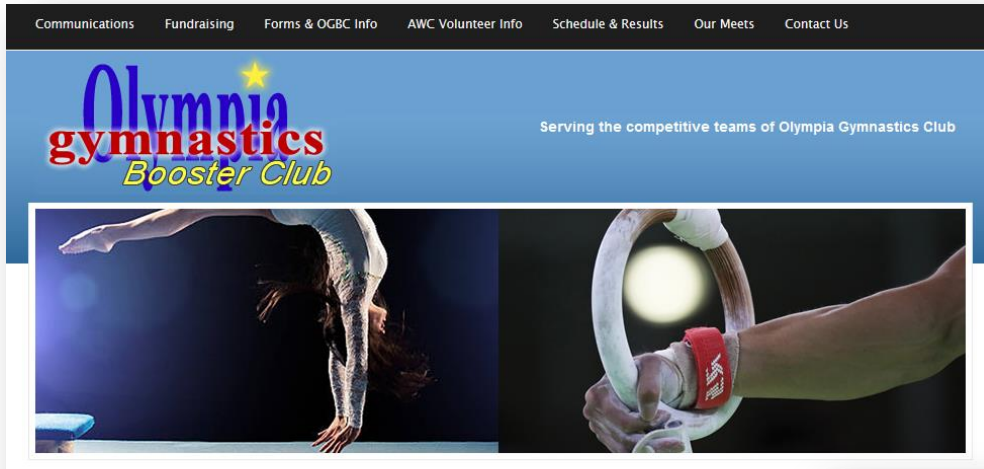 Communications Fundraising Forms & OGBC Info AWC Volunteer Info Schedule & Results Our Meets Contact Us
Olympia
gymnastics
Booster Club
Serving the competitive teams of Olympia Gymnastics Club